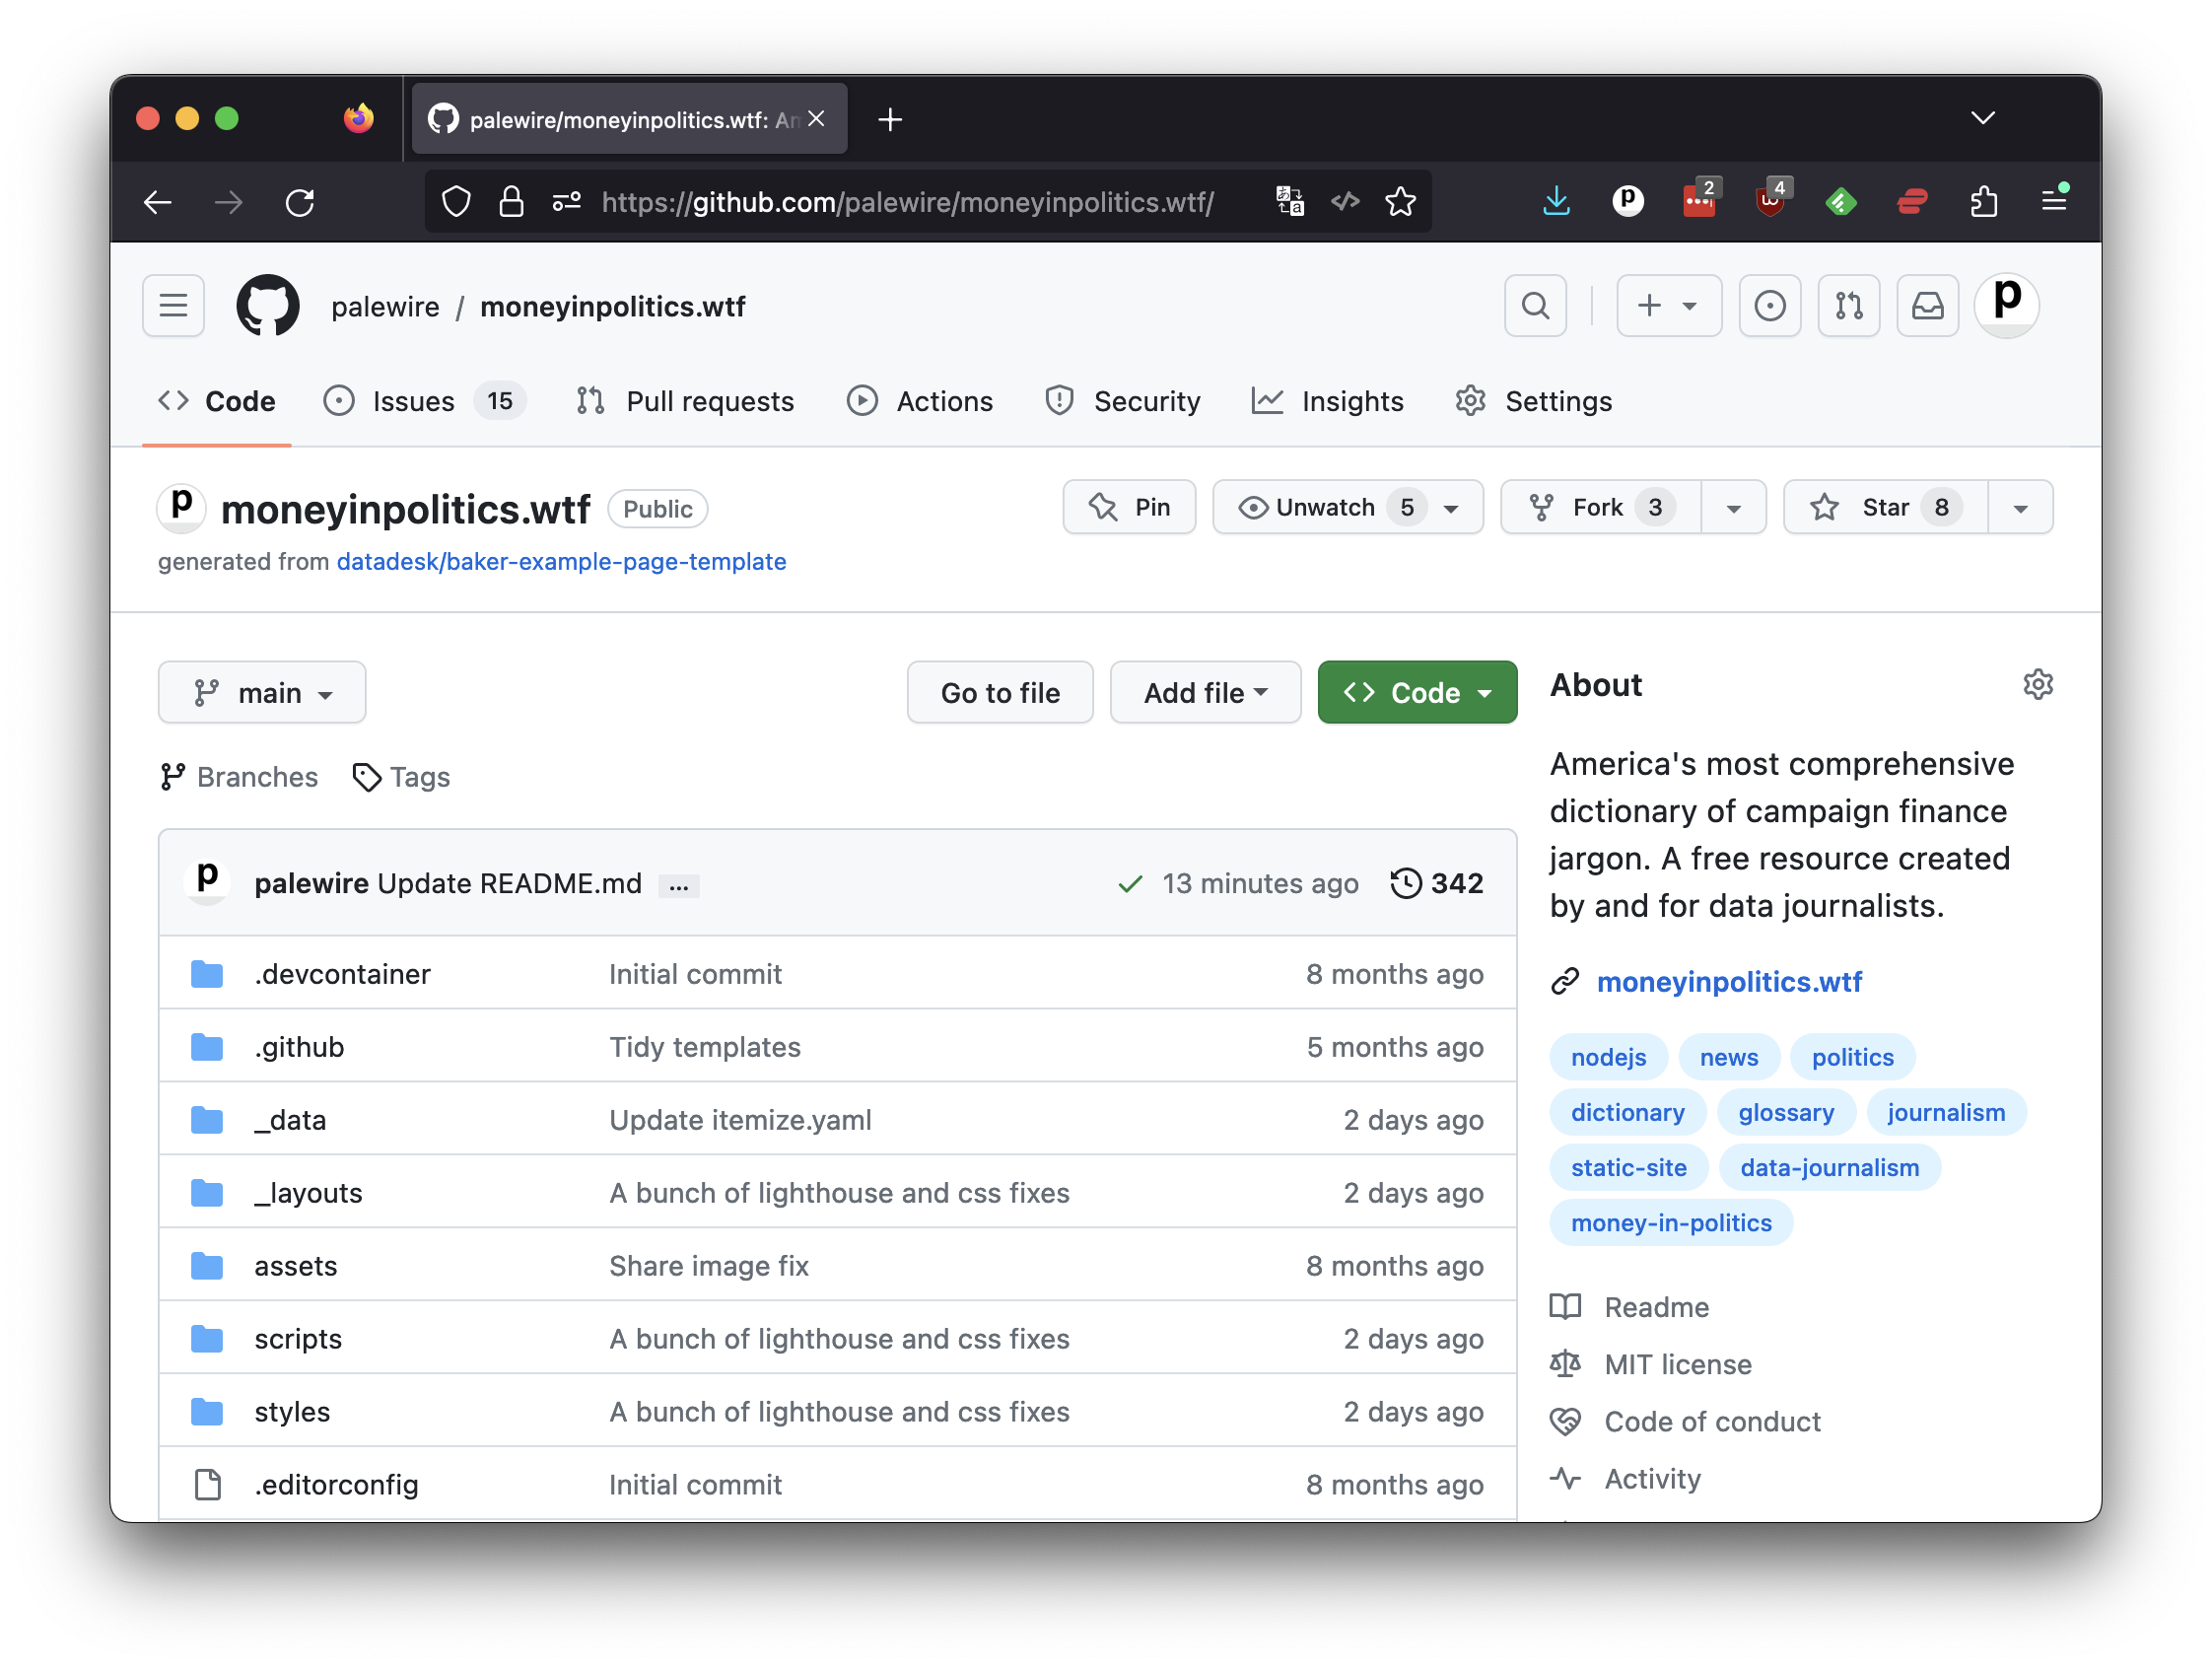 palewire/moneyinpolitics.wtf: An
https://github.com/palewire/moneyinpolitics.wtf/
2
4
palewire / moneyinpolitics.wtf
p
Code
Issues 15
Pull requests
Actions
Security
Insights
Settings
p moneyinpolitics.wtf Public
Pin
Unwatch 5
Fork 3
Star 8
generated from datadesk/baker-example-page-template
main
Go to file
Add file
Code
Branches
Tags
p palewire Update README.md ... 13 minutes ago 342
.devcontainer Initial commit 8 months ago
.github Tidy templates 5 months ago
_data Update itemize.yaml 2 days ago
_layouts A bunch of lighthouse and css fixes 2 days ago
assets Share image fix 8 months ago
scripts A bunch of lighthouse and css fixes 2 days ago
styles A bunch of lighthouse and css fixes 2 days ago
.editorconfig Initial commit 8 months ago
About
America's most comprehensive
dictionary of campaign finance
jargon. A free resource created
by and for data journalists.
moneyinpolitics.wtf
nodejs news politics
dictionary glossary journalism
static-site data-journalism
money-in-politics
Readme
MIT license
Code of conduct
Activity